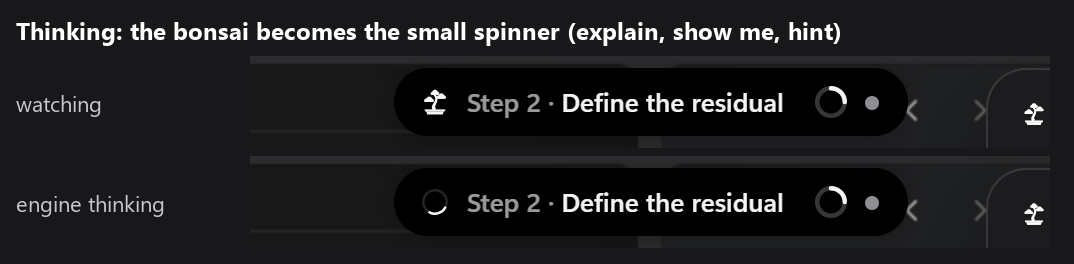 Thinking: the bonsai becomes the small spinner (explain, show me, hint)
watching
Step 2 · Define the residual
engine thinking
Step 2 · Define the residual